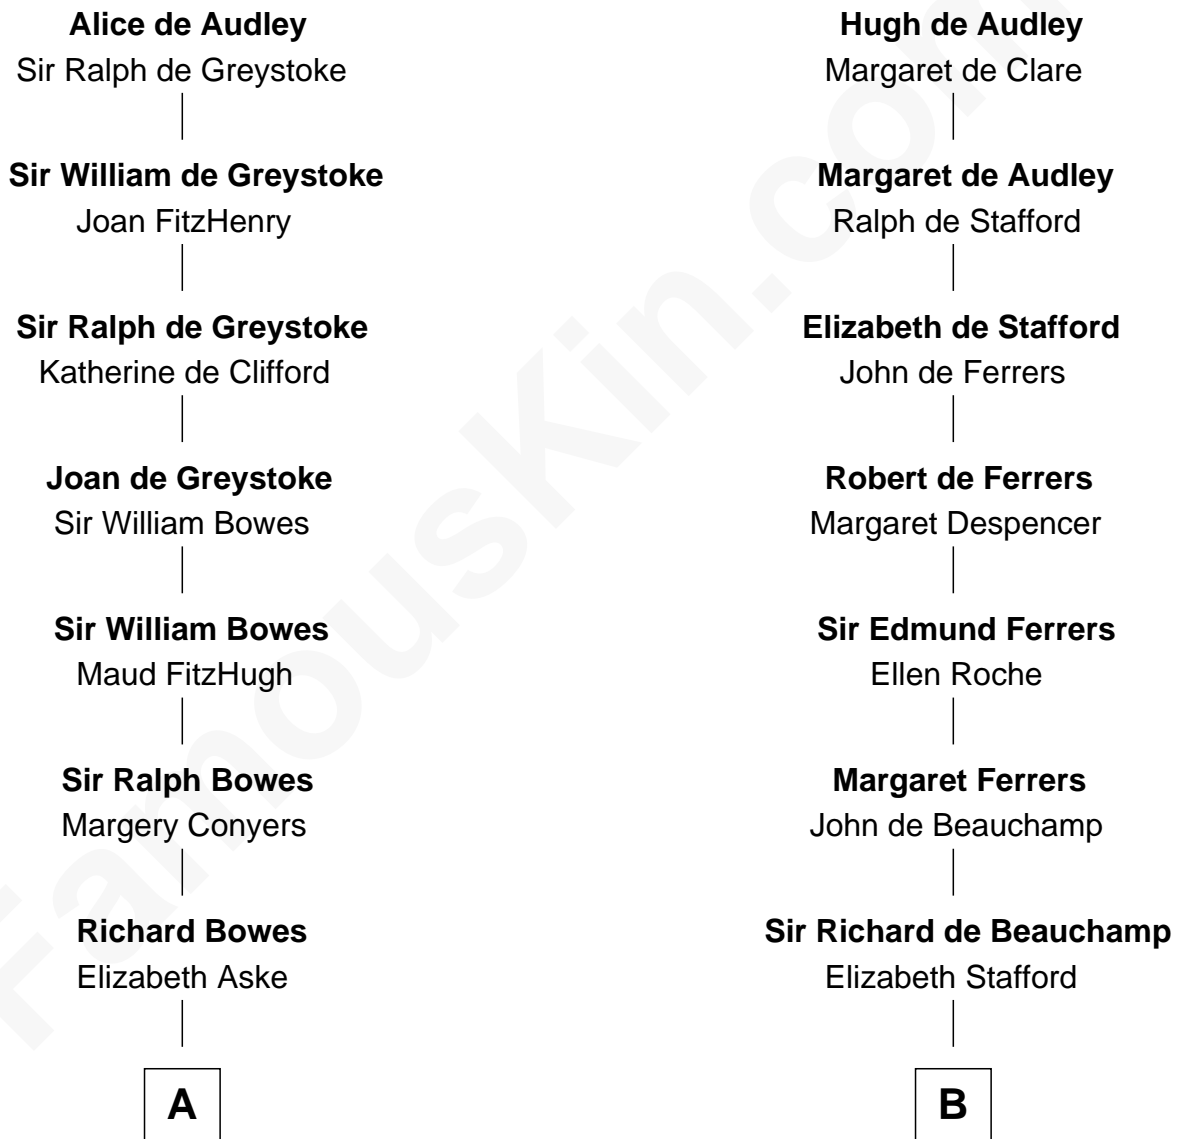 Alice de Audley
Sir Ralph de Greystoke
Sir William de Greystoke
Joan FitzHenry
Sir Ralph de Greystoke
Katherine de Clifford
Joan de Greystoke
Sir William Bowes
Sir William Bowes
Maud FitzHugh
Sir Ralph Bowes
Margery Conyers
Richard Bowes
Elizabeth Aske
A
Hugh de Audley
Margaret de Clare
Margaret de Audley
Ralph de Stafford
Elizabeth de Stafford
John de Ferrers
Robert de Ferrers
Margaret Despencer
Sir Edmund Ferrers
Ellen Roche
Margaret Ferrers
John de Beauchamp
Sir Richard de Beauchamp
Elizabeth Stafford
B
FamousKin.com